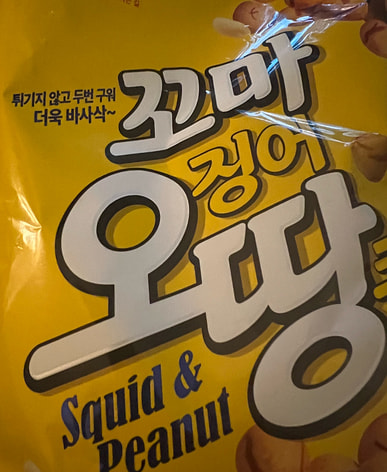 튀기지 않고 두번 구워
더욱 바사삭~
꼬마
징어
오땅
Squid &
Peanut